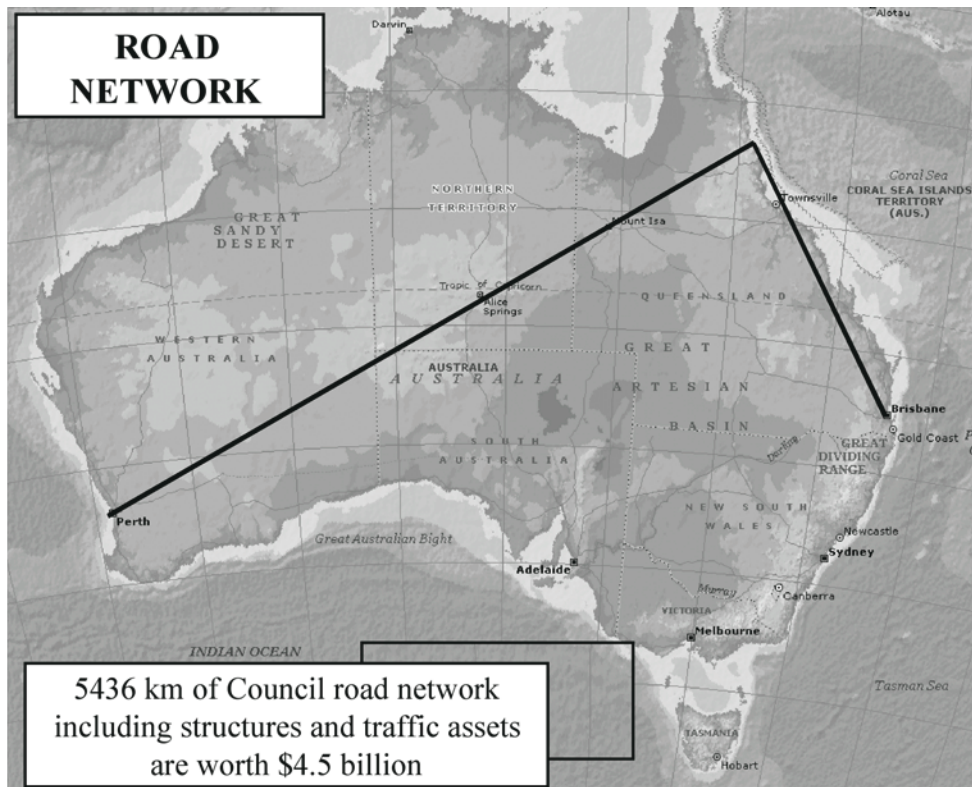 ROAD
NETWORK
Darwin
Alotau
Coral Sea
CORAL SEA ISLANDS
TERRITORY
(AUS.)
NORTHERN
TERRITORY
Townsville
GREAT
SANDY
DESERT
Mount Isa
Tropic of Capricorn
Alice
Springs
QUEENSLAND
WESTERN
AUSTRALIA
GREAT
AUSTRALIA
AUSTRALIA
ARTESIAN
BASIN
Brisbane
Gold Coast
SOUTH
AUSTRALIA
Darling
GREAT
DIVIDING
RANGE
NEW SOUTH
WALES
Perth
Great Australian Bight
Newcastle
Sydney
Adelaide
Murray
Canberra
VICTORIA
Melbourne
INDIAN OCEAN
Tasman Sea
5436 km of Council road network
including structures and traffic assets
are worth $4.5 billion
TASMANIA
Hobart